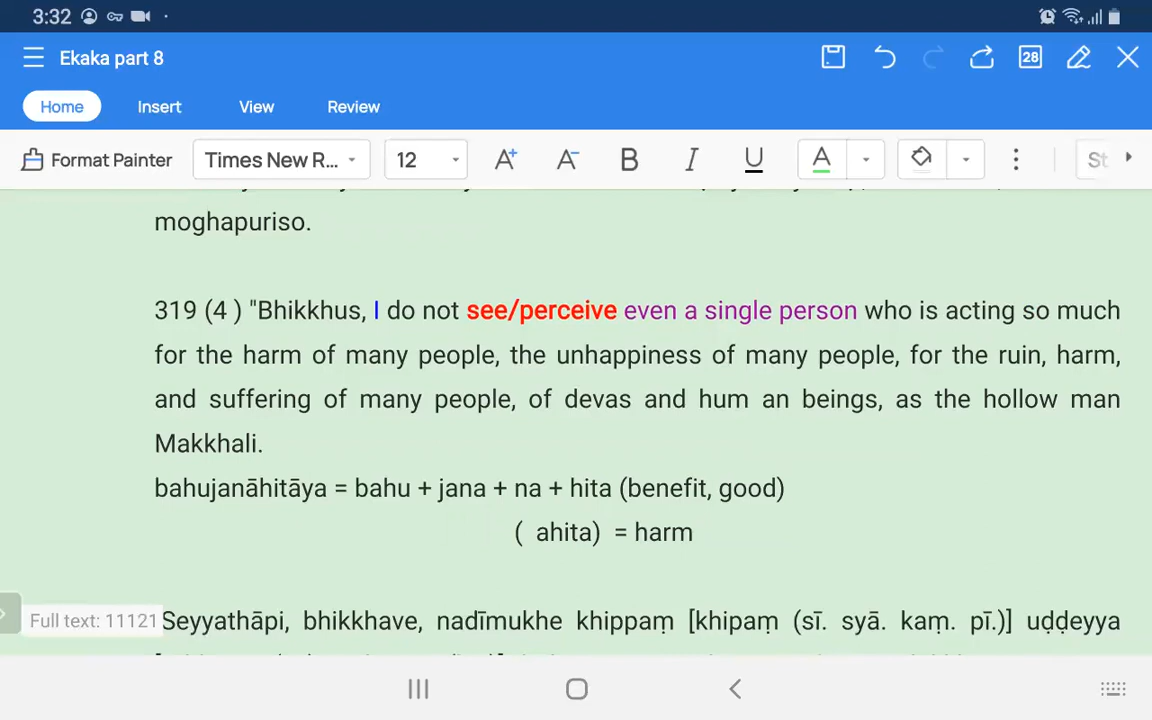 3:32
Ekaka part 8
28
Home Insert View Review
Format Painter Times New R... 12 A+ A- B I U A St
moghapuriso.
319 (4 ) "Bhikkhus, I do not see/perceive even a single person who is acting so much
for the harm of many people, the unhappiness of many people, for the ruin, harm,
and suffering of many people, of devas and hum an beings, as the hollow man
Makkhali.
bahujanāhitāya = bahu + jana + na + hita (benefit, good)
( ahita) = harm
Full text: 11121
Seyyathāpi, bhikkhave, nadīmukhe khippaṃ [khipaṃ (sī. syā. kaṃ. pī.)] uḍḍeyya